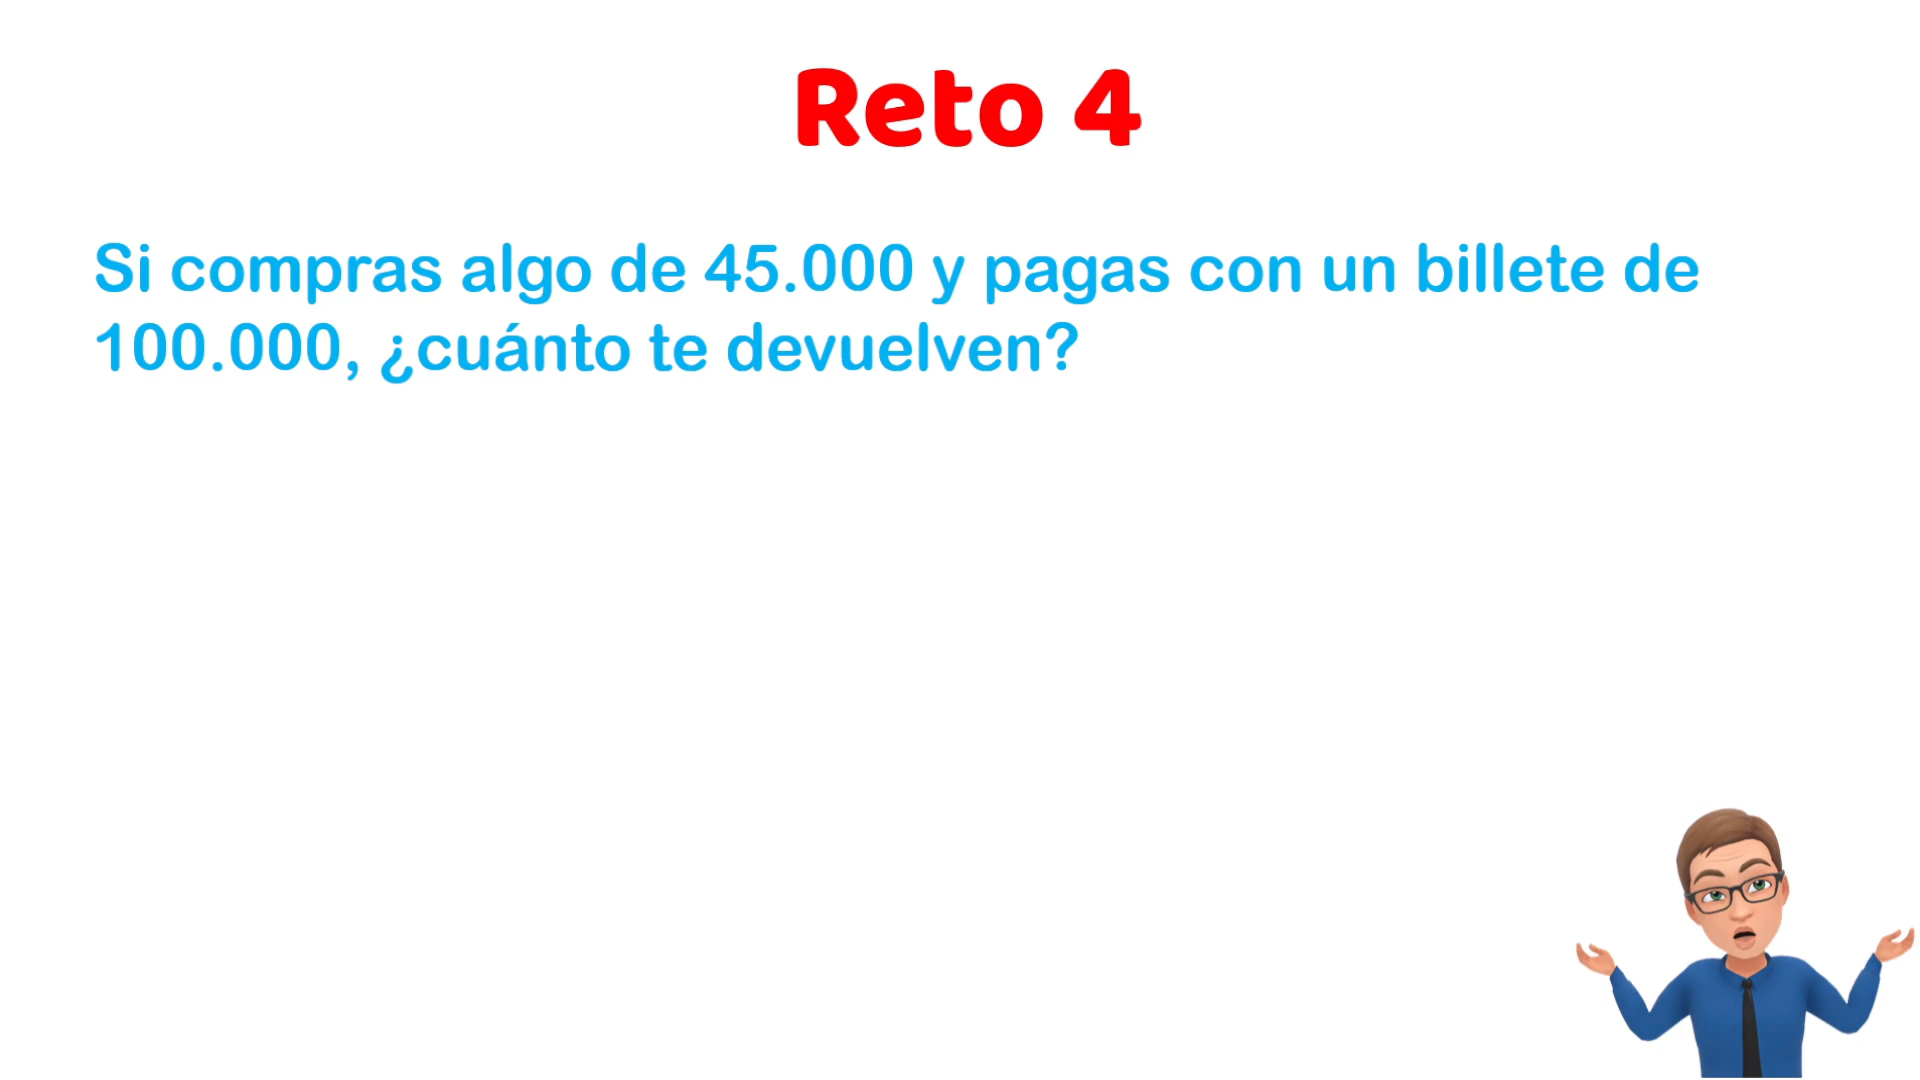 Reto 4
Si compras algo de 45.000 y pagas con un billete de
100.000, ¿cuánto te devuelven?